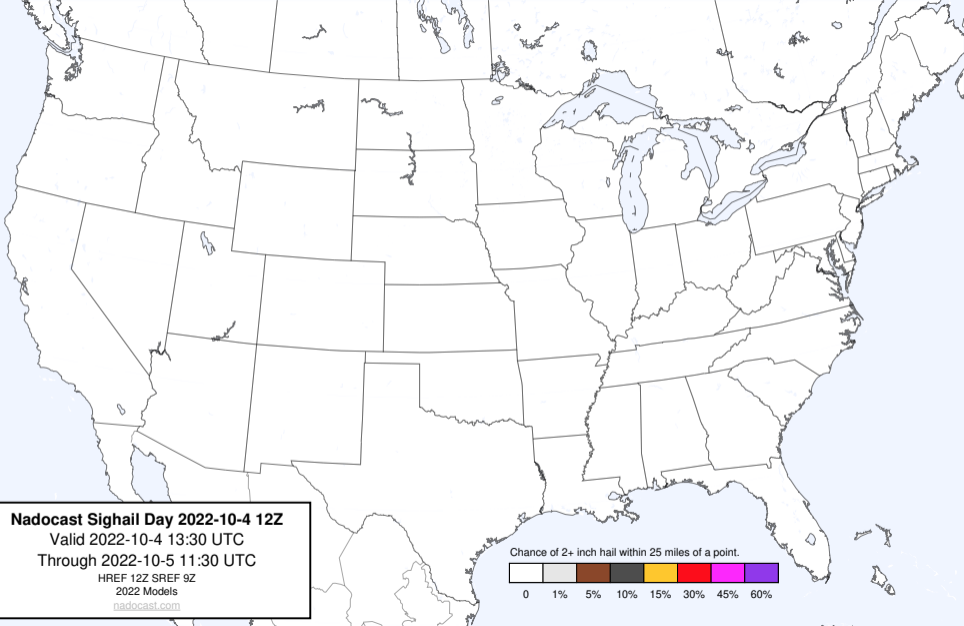 Nadocast Sighail Day 2022-10-4 12Z
Valid 2022-10-4 13:30 UTC
Through 2022-10-5 11:30 UTC
HREF 12Z SREF 9Z
2022 Models
nadocast.com
Chance of 2+ inch hail within 25 miles of a point.
0 1% 5% 10% 15% 30% 45% 60%